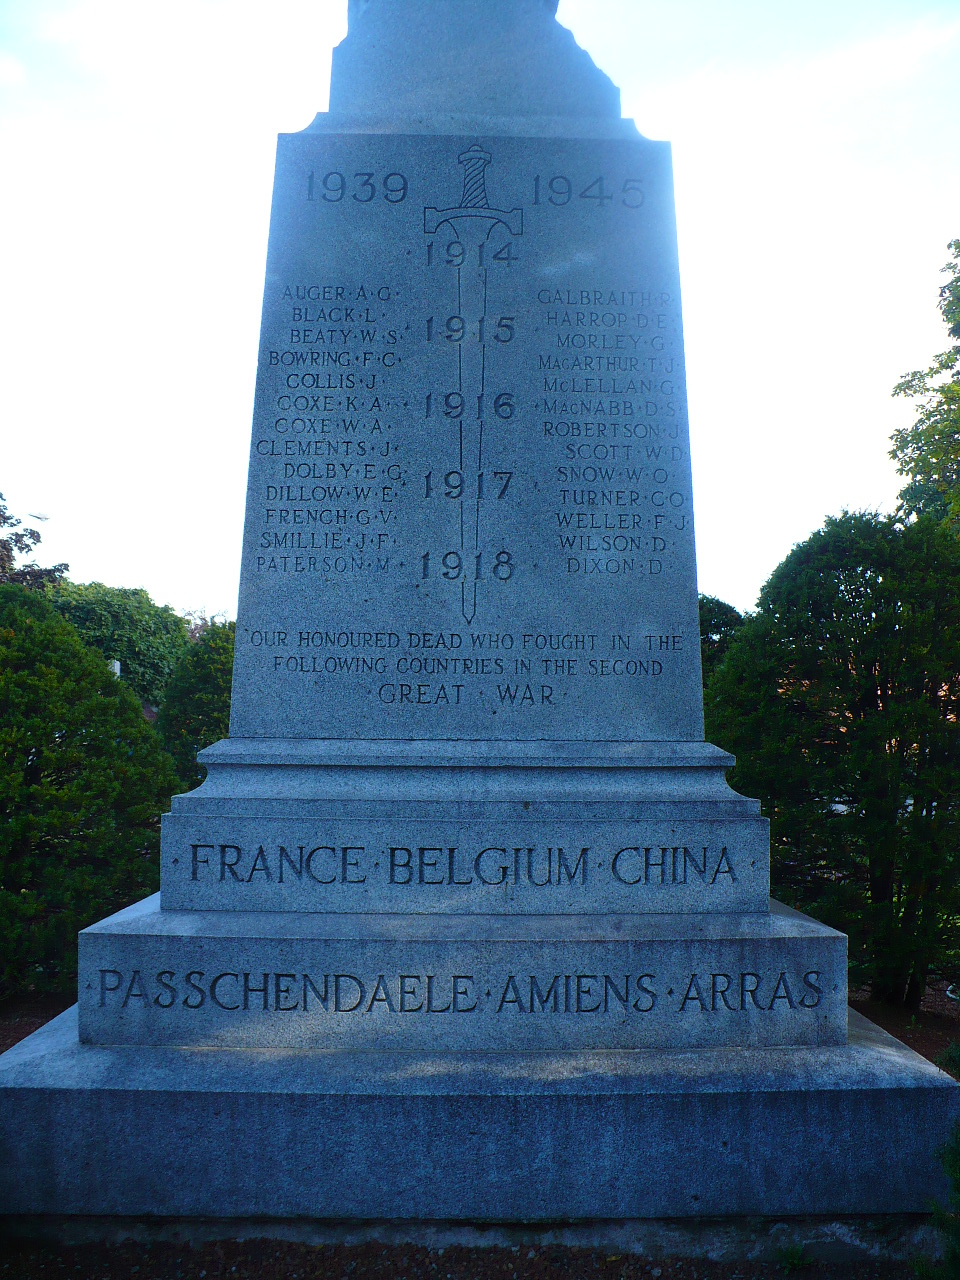 1939 1945
1914
AUGER·A·G·
BLACK·L·
BEATY·W·S·
BOWRING·F·C·
COLLIS·J·
COXE·K·A·
COXE·W·A·
CLEMENTS·J·
DOLBY·E·G·
DILLOW·W·E·
FRENCH·G·V·
SMILLIE·J·F·
PATERSON·M·
1915
1916
1917
1918
GALBRAITH·R·
HARROP·D·E·
MORLEY·G·
MACARTHUR·T·J·
MCLELLAN·G·
MACNABB·D·S·
ROBERTSON·J·
SCOTT·W·D·
SNOW·W·O·
TURNER·C·O·
WELLER·F·J·
WILSON·D·
DIXON·D·
OUR HONOURED DEAD WHO FOUGHT IN THE
FOLLOWING COUNTRIES IN THE SECOND
GREAT WAR
·FRANCE·BELGIUM·CHINA·
·PASSCHENDAELE·AMIENS·ARRAS·